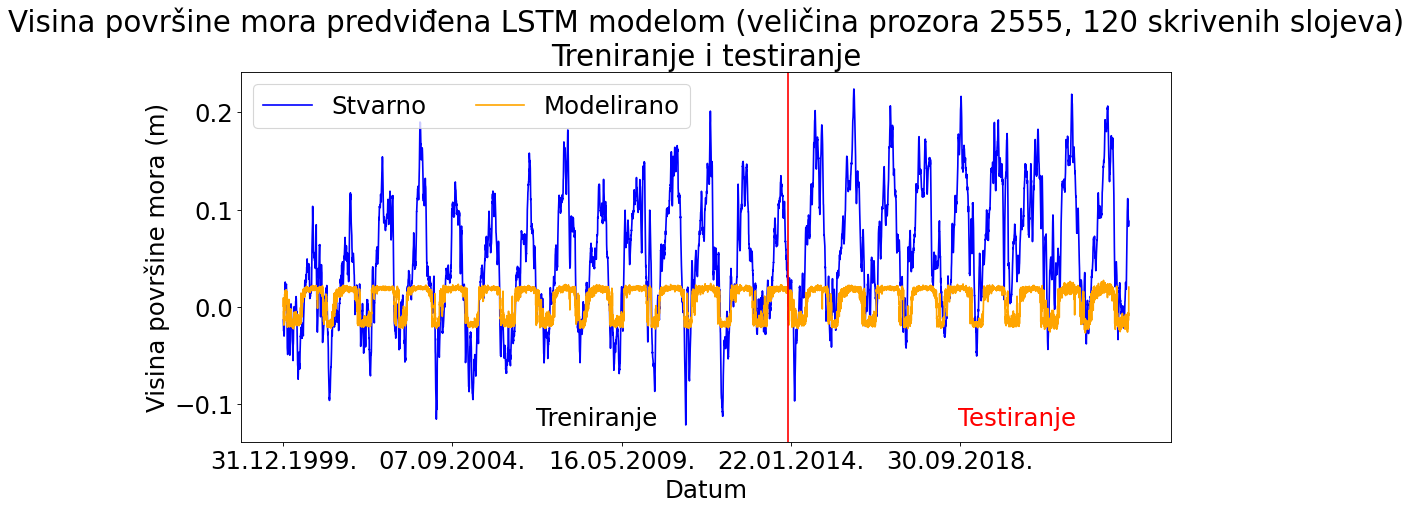 Visina površine mora predviđena LSTM modelom (veličina prozora 2555, 120 skrivenih slojeva)
Treniranje i testiranje
Stvarno
Modelirano
Visina površine mora (m)
0.2
0.1
0.0
−0.1
Treniranje
Testiranje
31.12.1999.
07.09.2004.
16.05.2009.
22.01.2014.
30.09.2018.
Datum